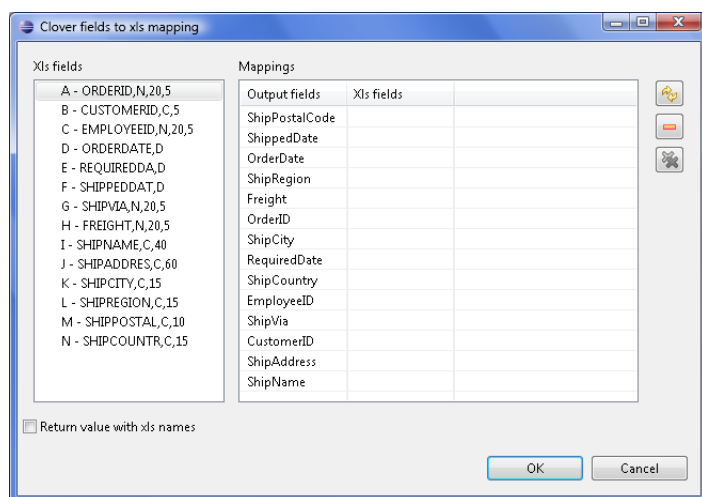 Clover fields to xls mapping
Xls fields
A - ORDERID,N,20,5
B - CUSTOMERID,C,5
C - EMPLOYEEID,N,20,5
D - ORDERDATE,D
E - REQUIREDDA,D
F - SHIPPEDDAT,D
G - SHIPVIA,N,20,5
H - FREIGHT,N,20,5
I - SHIPNAME,C,40
J - SHIPADDRES,C,60
K - SHIPCITY,C,15
L - SHIPREGION,C,15
M - SHIPPOSTAL,C,10
N - SHIPCOUNTR,C,15
Mappings
Output fields Xls fields
ShipPostalCode
ShippedDate
OrderDate
ShipRegion
Freight
OrderID
ShipCity
RequiredDate
ShipCountry
EmployeeID
ShipVia
CustomerID
ShipAddress
ShipName
Return value with xls names
OK Cancel